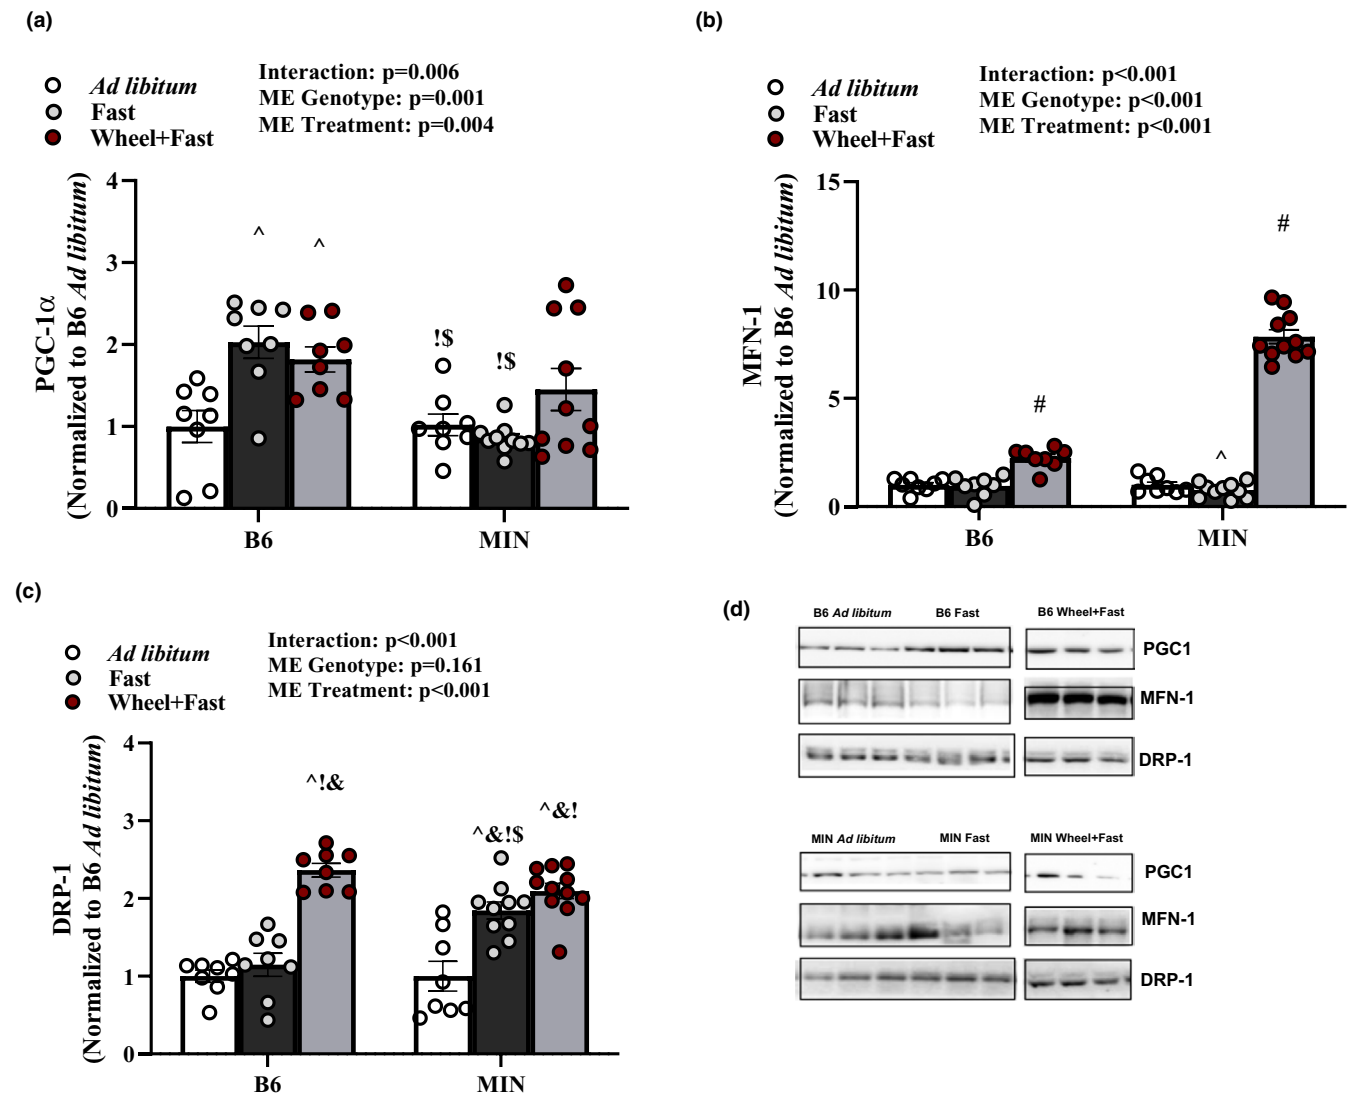 (a)
Ad libitum
Fast
Wheel+Fast
Interaction: p=0.006
ME Genotype: p=0.001
ME Treatment: p=0.004
PGC-1α
(Normalized to B6 Ad libitum)
4
3
2
1
0
^
^
!$
!$
B6
MIN
(b)
Ad libitum
Fast
Wheel+Fast
Interaction: p<0.001
ME Genotype: p<0.001
ME Treatment: p<0.001
MFN-1
(Normalized to B6 Ad libitum)
15
10
5
0
#
^
#
B6
MIN
(c)
Ad libitum
Fast
Wheel+Fast
Interaction: p<0.001
ME Genotype: p=0.161
ME Treatment: p<0.001
DRP-1
(Normalized to B6 Ad libitum)
4
3
2
1
0
^!&
^&!$
^&!
B6
MIN
(d)
B6 Ad libitum
B6 Fast
B6 Wheel+Fast
PGC1
MFN-1
DRP-1
MIN Ad libitum
MIN Fast
MIN Wheel+Fast
PGC1
MFN-1
DRP-1